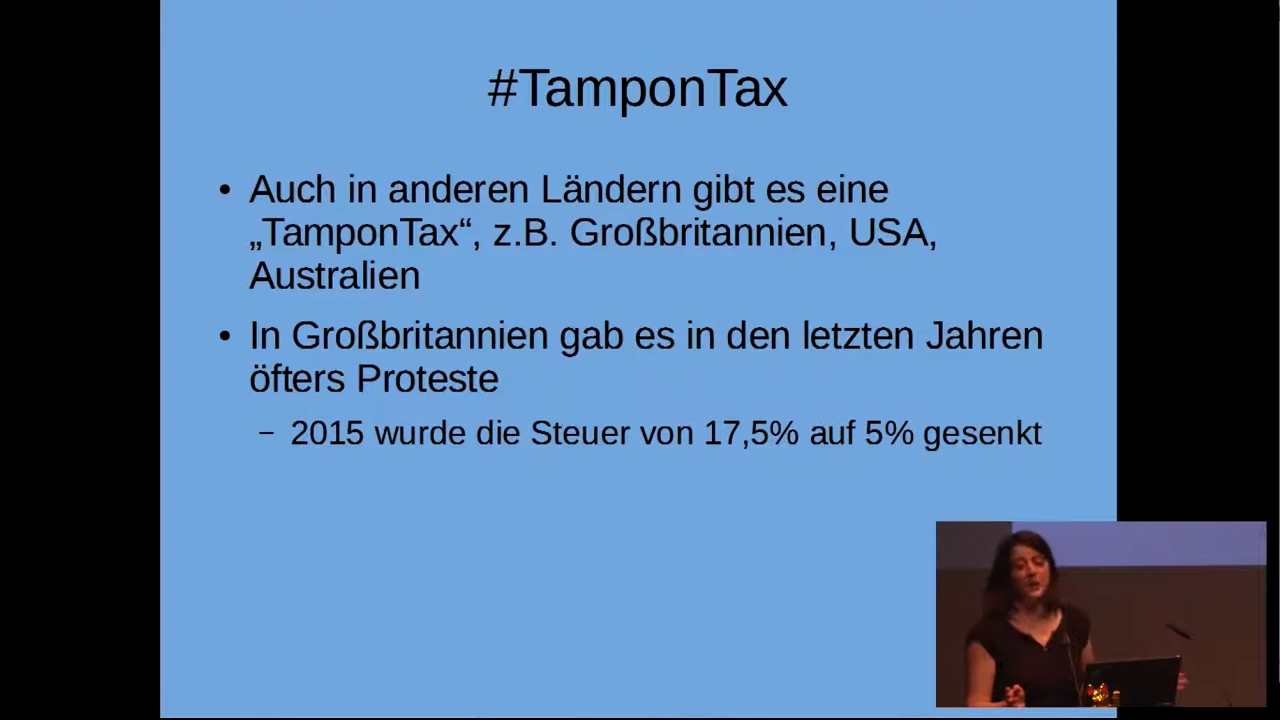 #TamponTax
• Auch in anderen Ländern gibt es eine
„TamponTax“, z.B. Großbritannien, USA,
Australien
• In Großbritannien gab es in den letzten Jahren
öfters Proteste
– 2015 wurde die Steuer von 17,5% auf 5% gesenkt